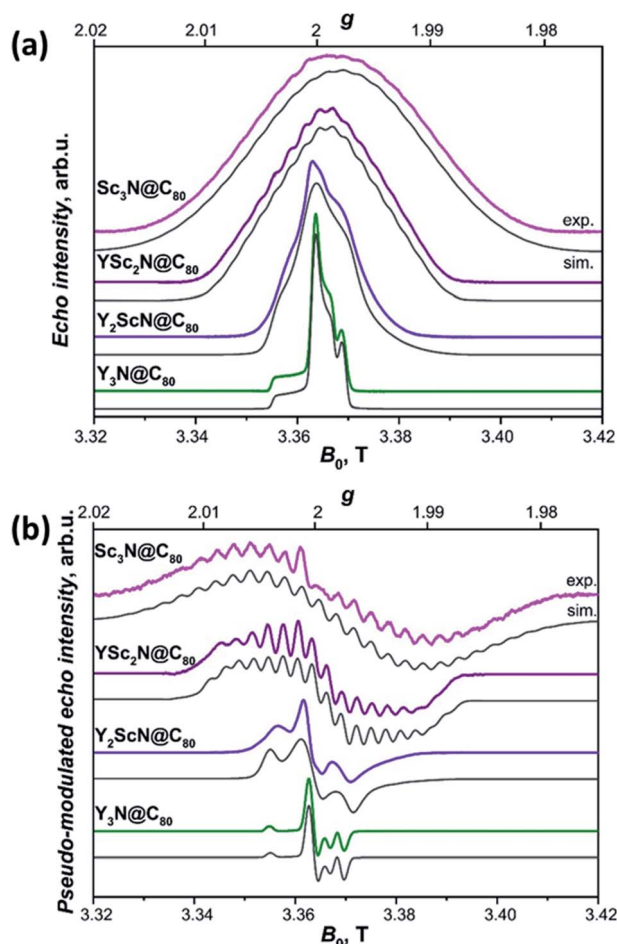 (a)
g
2.02 2.01 2 1.99 1.98
Echo intensity, arb.u.
Sc₃N@C₈₀
exp.
sim.
YSc₂N@C₈₀
Y₂ScN@C₈₀
Y₃N@C₈₀
3.32 3.34 3.36 3.38 3.40 3.42
B₀, T
(b)
g
2.02 2.01 2 1.99 1.98
Pseudo-modulated echo intensity, arb.u.
Sc₃N@C₈₀
exp.
sim.
YSc₂N@C₈₀
Y₂ScN@C₈₀
Y₃N@C₈₀
3.32 3.34 3.36 3.38 3.40 3.42
B₀, T